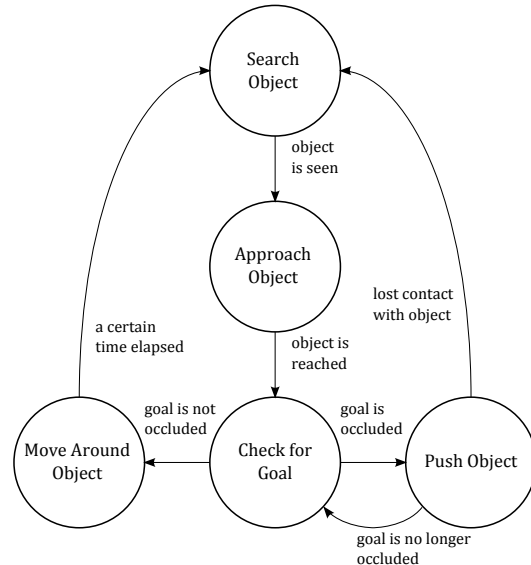 Search
Object
object
is seen
Approach
Object
lost contact
with object
a certain
time elapsed
object is
reached
goal is not
occluded
goal is
occluded
Move Around
Object
Check for
Goal
Push Object
goal is no longer
occluded